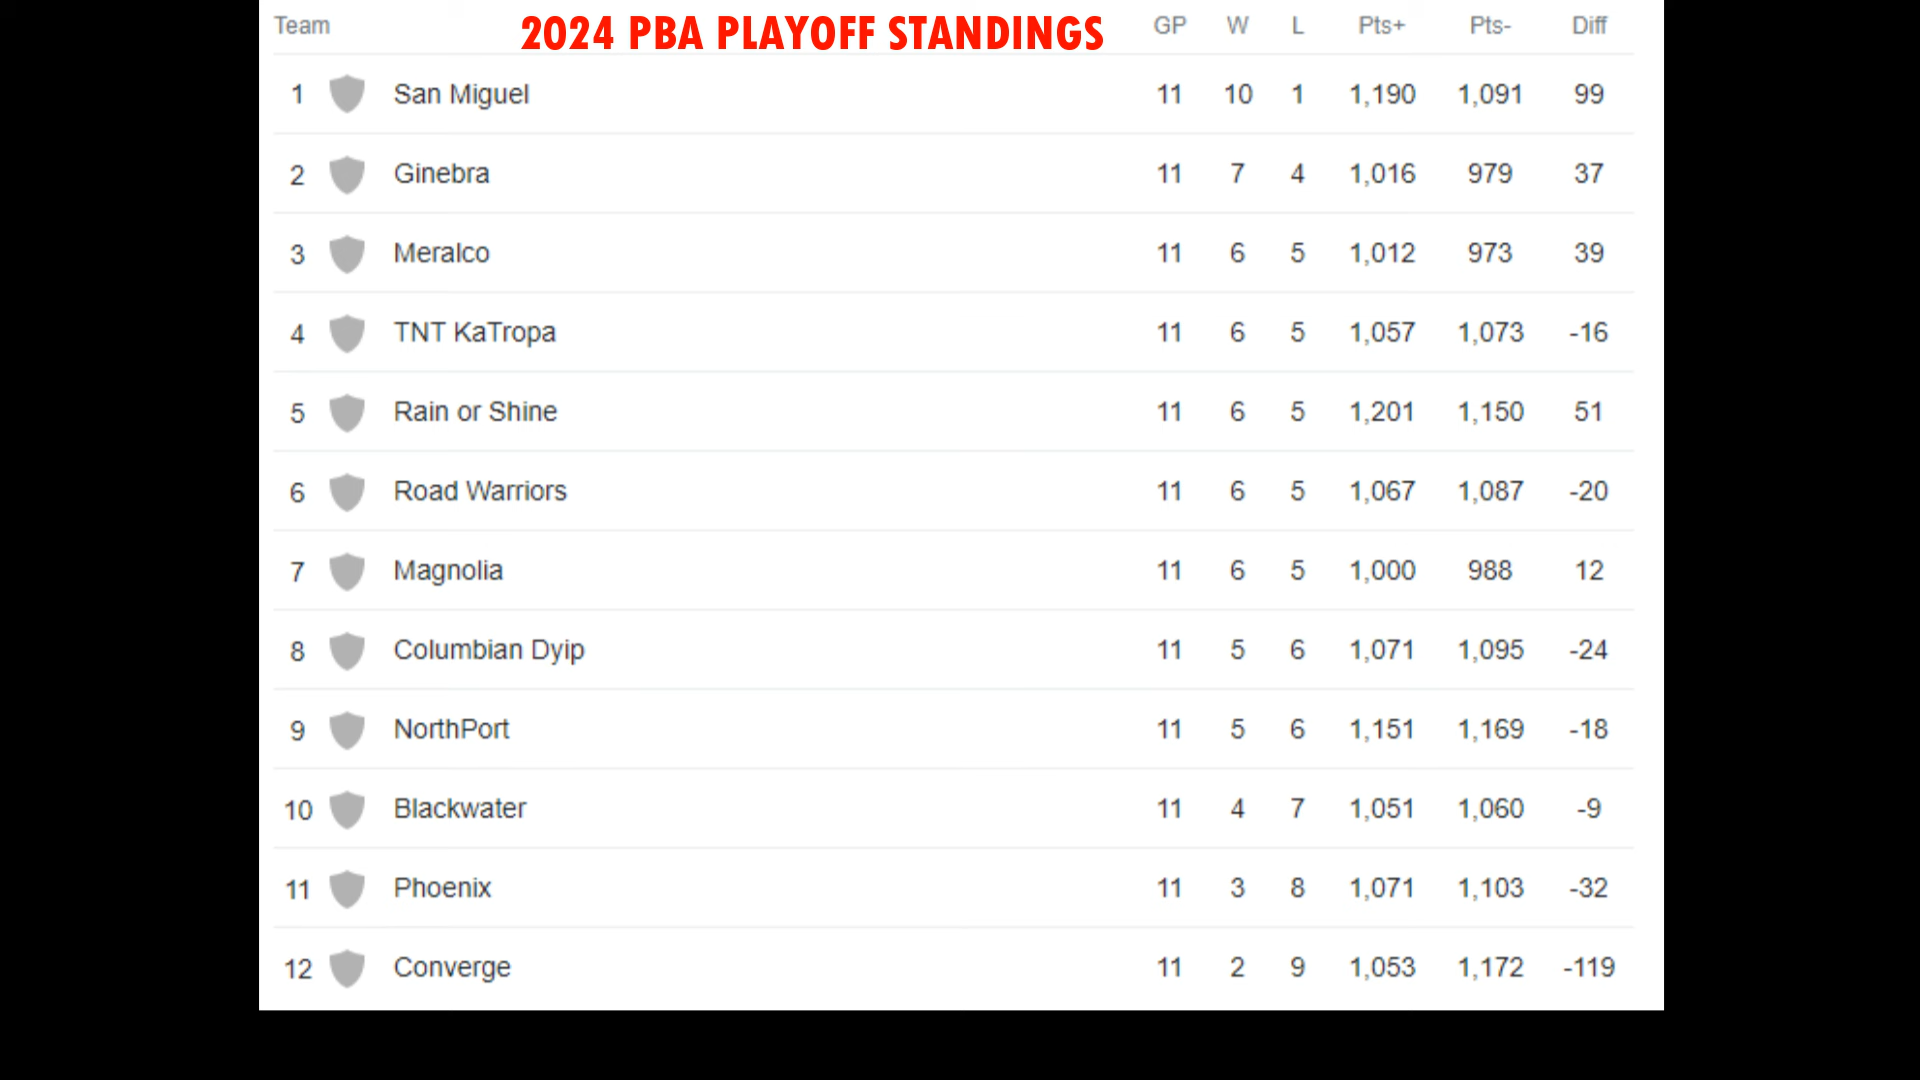 Team 2024 PBA PLAYOFF STANDINGS GP W L Pts+ Pts- Diff
1 San Miguel 11 10 1 1,190 1,091 99
2 Ginebra 11 7 4 1,016 979 37
3 Meralco 11 6 5 1,012 973 39
4 TNT KaTropa 11 6 5 1,057 1,073 -16
5 Rain or Shine 11 6 5 1,201 1,150 51
6 Road Warriors 11 6 5 1,067 1,087 -20
7 Magnolia 11 6 5 1,000 988 12
8 Columbian Dyip 11 5 6 1,071 1,095 -24
9 NorthPort 11 5 6 1,151 1,169 -18
10 Blackwater 11 4 7 1,051 1,060 -9
11 Phoenix 11 3 8 1,071 1,103 -32
12 Converge 11 2 9 1,053 1,172 -119